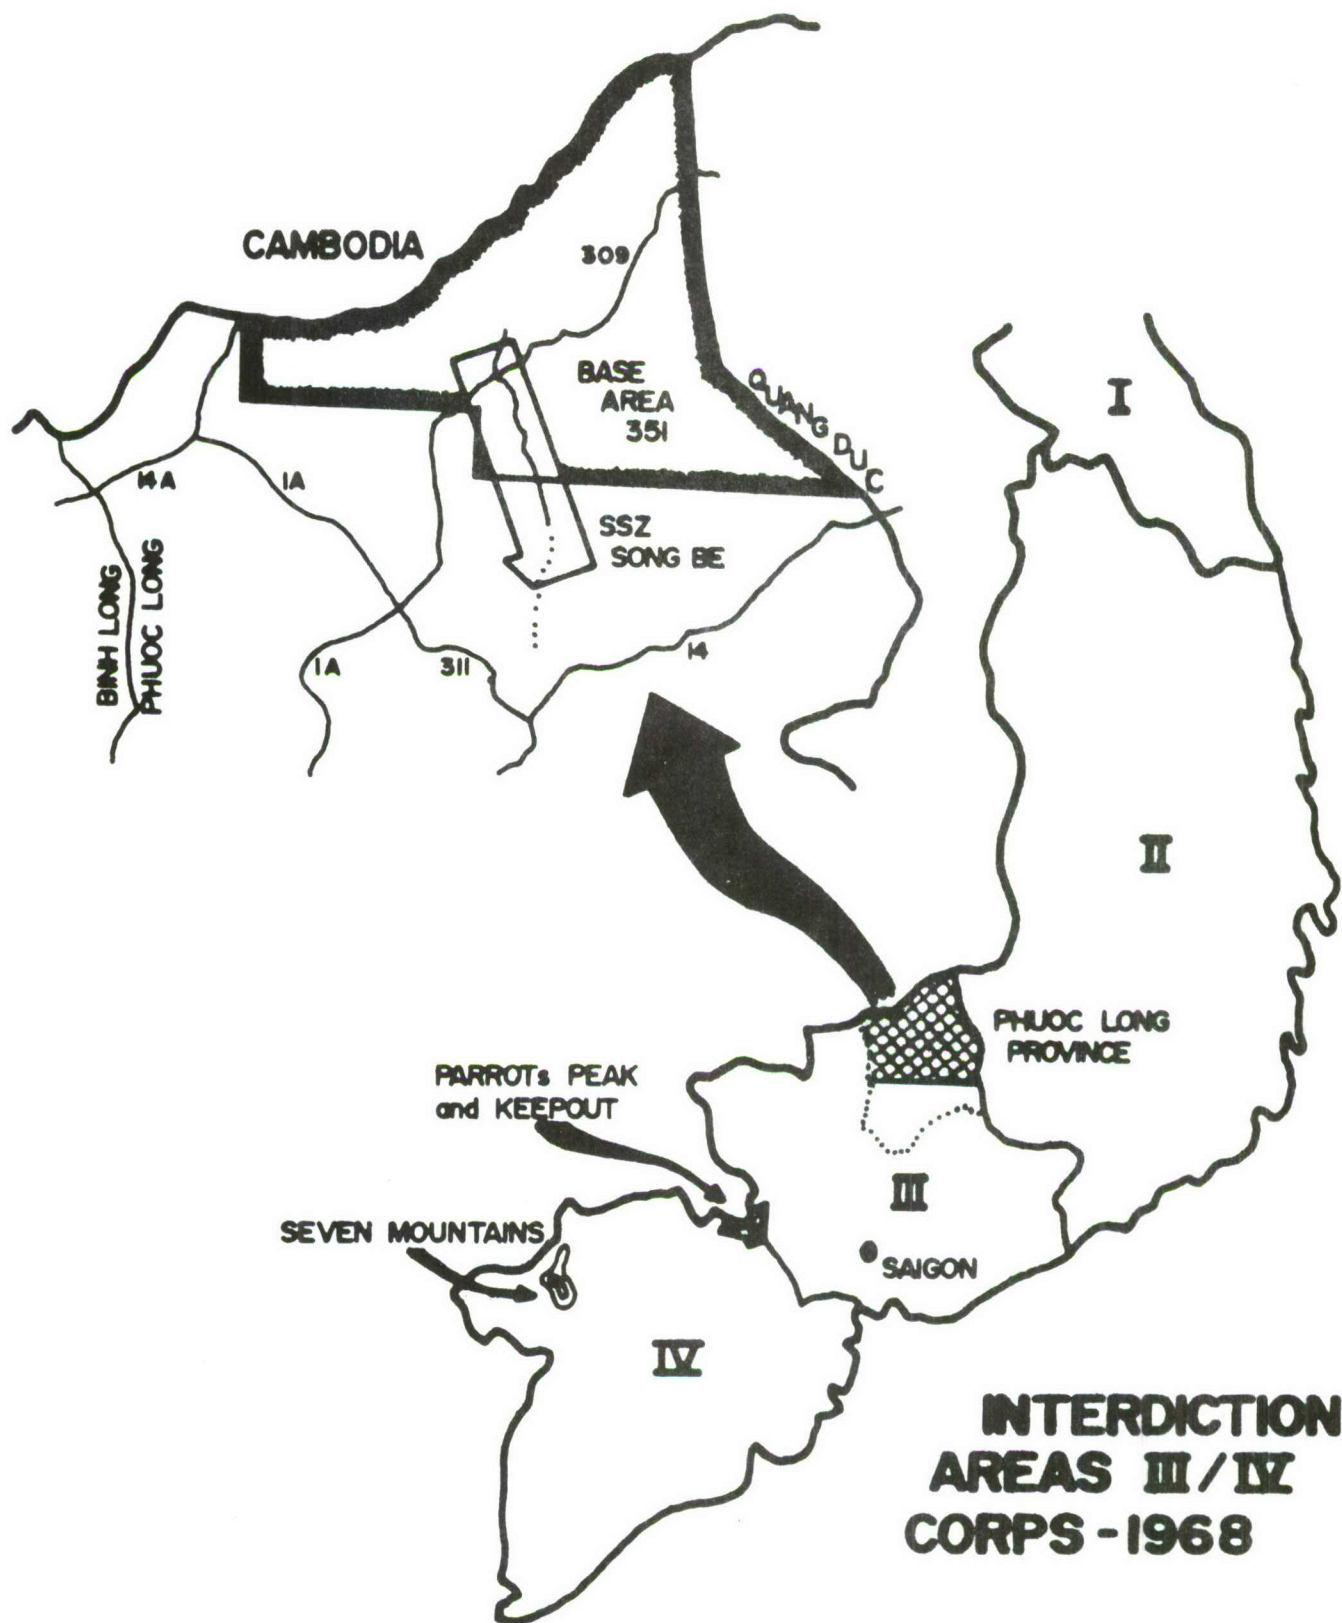 CAMBODIA
309
BASE
AREA
351
QUANG DUC
I
14A
1A
SSZ
SONG BE
BINH LONG
PHUOC LONG
1A
311
14
II
PHUOC LONG
PROVINCE
PARROTs PEAK
and KEEPOUT
III
SEVEN MOUNTAINS
SAIGON
IV
INTERDICTION
AREAS III/IV
CORPS-1968